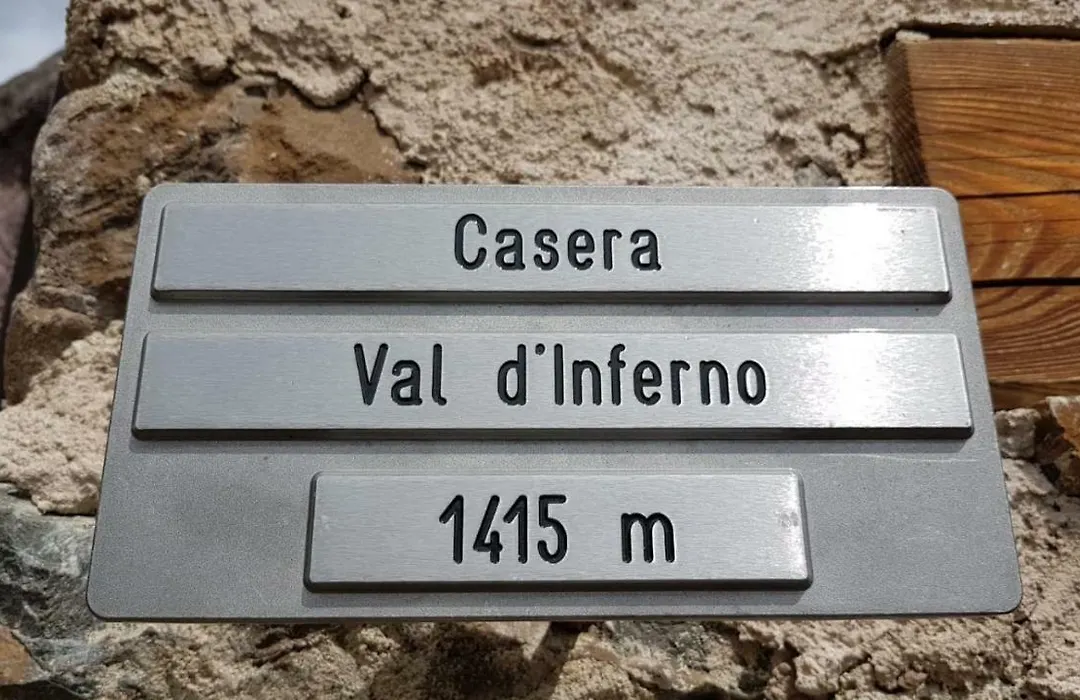 Casera
Val d'Inferno
1415 m